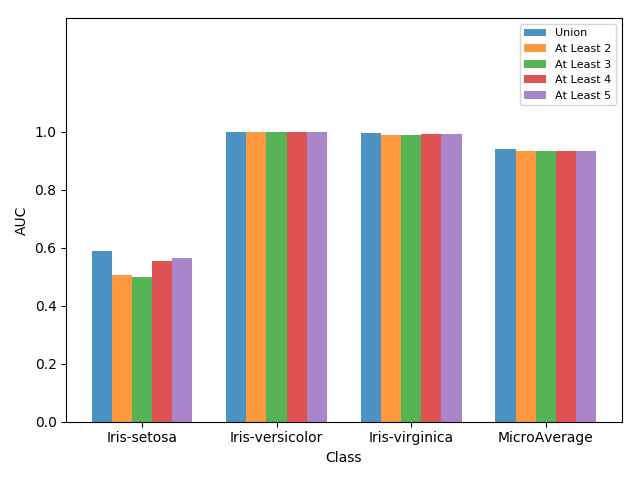 Union
At Least 2
At Least 3
At Least 4
At Least 5
1.0
0.8
0.6
0.4
0.2
0.0
AUC
Iris-setosa
Iris-versicolor
Iris-virginica
MicroAverage
Class